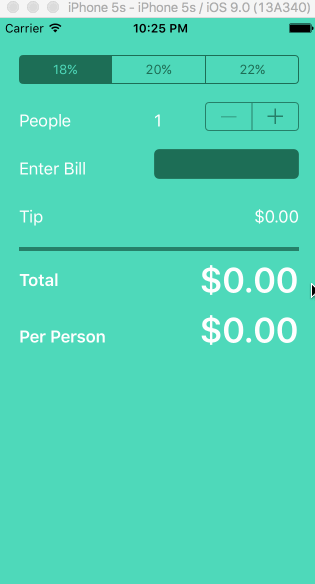 iPhone 5s - iPhone 5s / iOS 9.0 (13A340)
Carrier 10:25 PM
18% 20% 22%
People 1 − +
Enter Bill
Tip $0.00
Total $0.00
Per Person $0.00